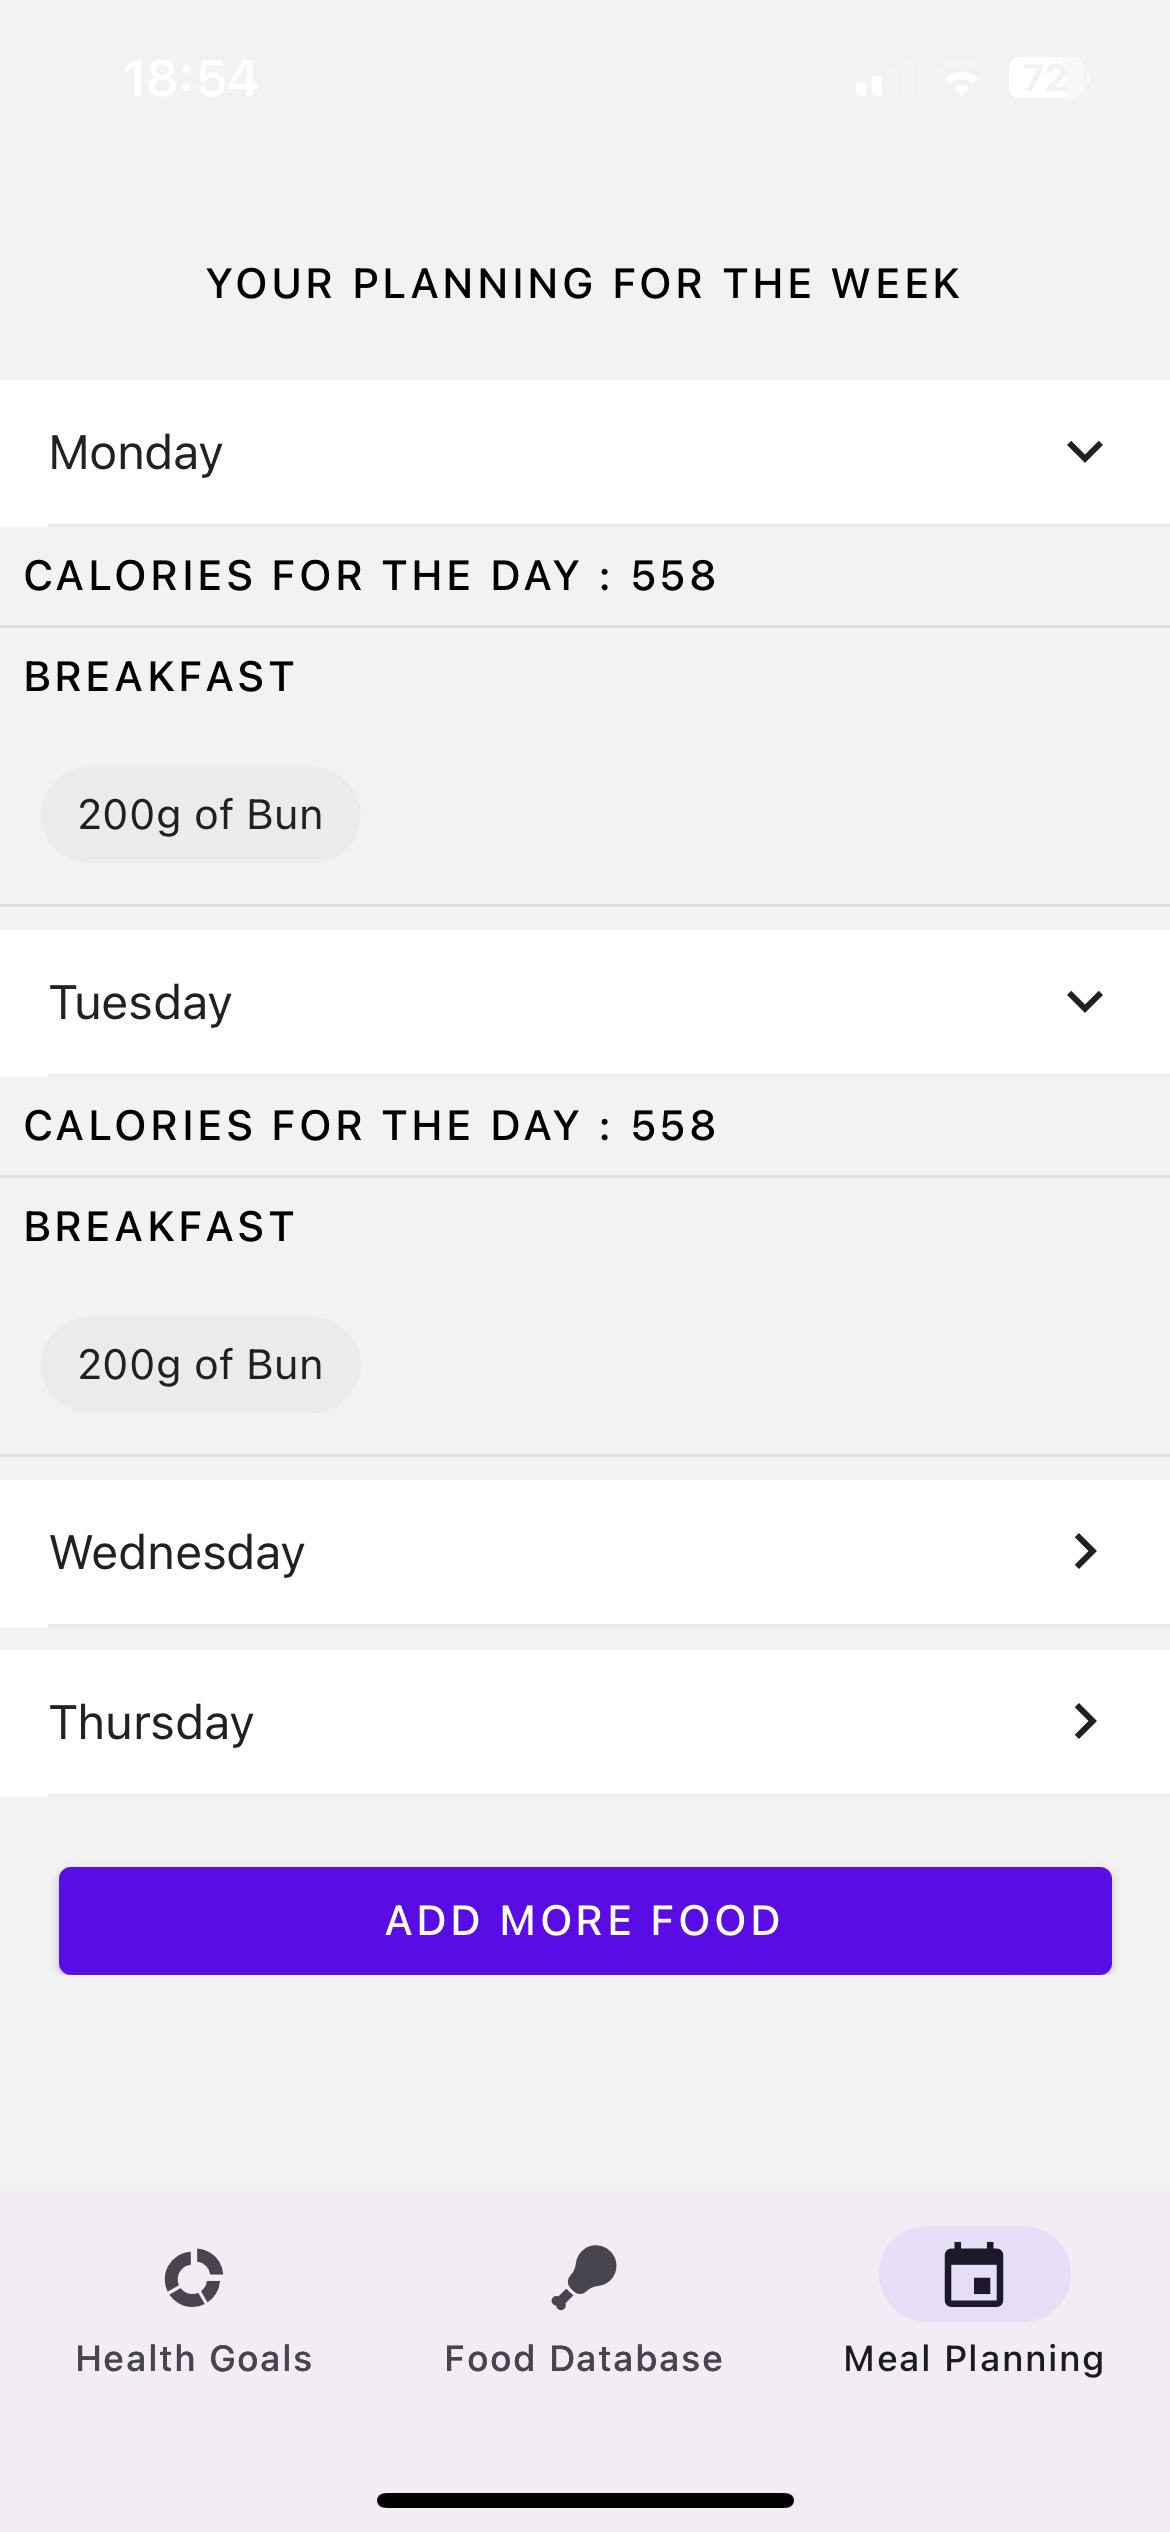 18:54
72
YOUR PLANNING FOR THE WEEK
Monday
CALORIES FOR THE DAY : 558
BREAKFAST
200g of Bun
Tuesday
CALORIES FOR THE DAY : 558
BREAKFAST
200g of Bun
Wednesday
Thursday
ADD MORE FOOD
Health Goals
Food Database
Meal Planning